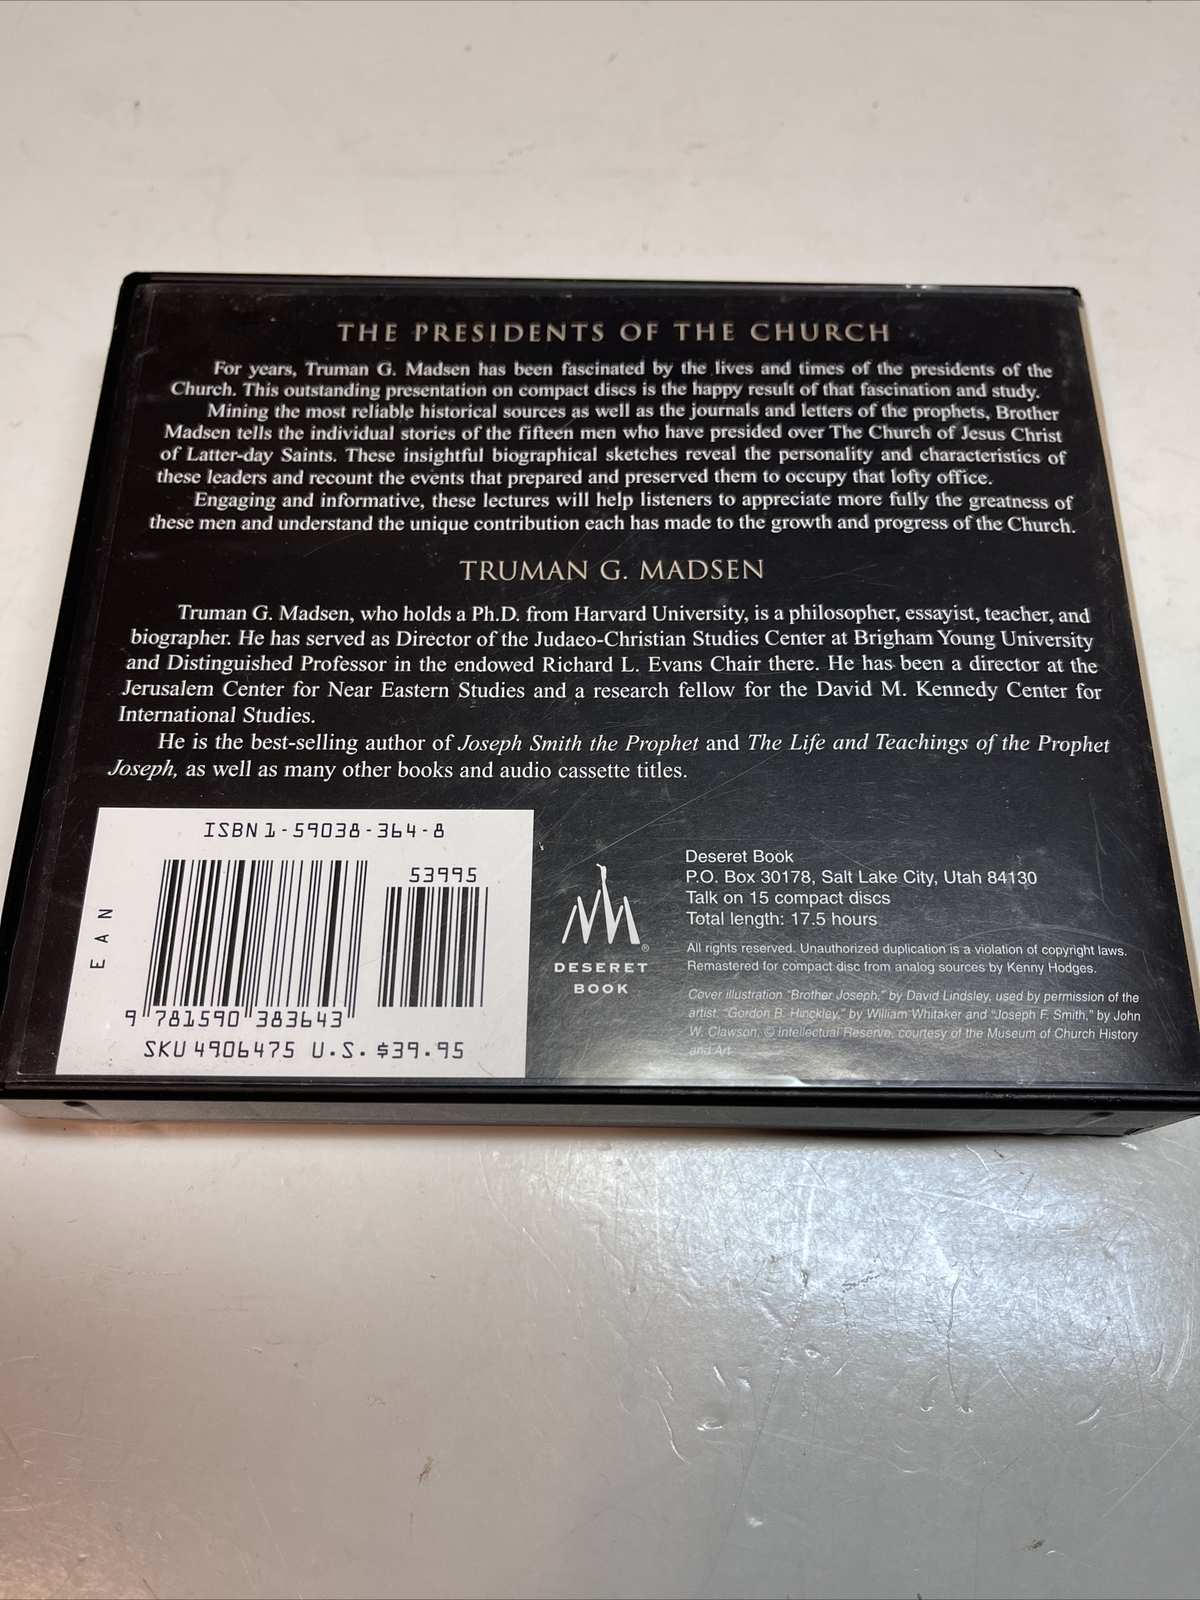 THE PRESIDENTS OF THE CHURCH
For years, Truman G. Madsen has been fascinated by the lives and times of the presidents of the
Church. This outstanding presentation on compact discs is the happy result of that fascination and study.
Mining the most reliable historical sources as well as the journals and letters of the prophets, Brother
Madsen tells the individual stories of the fifteen men who have presided over The Church of Jesus Christ
of Latter-day Saints. These insightful biographical sketches reveal the personality and characteristics of
these leaders and recount the events that prepared and preserved them to occupy that lofty office.
Engaging and informative, these lectures will help listeners to appreciate more fully the greatness of
these men and understand the unique contribution each has made to the growth and progress of the Church.
TRUMAN G. MADSEN
Truman G. Madsen, who holds a Ph.D. from Harvard University, is a philosopher, essayist, teacher, and
biographer. He has served as Director of the Judaeo-Christian Studies Center at Brigham Young University
and Distinguished Professor in the endowed Richard L. Evans Chair there. He has been a director at the
Jerusalem Center for Near Eastern Studies and a research fellow for the David M. Kennedy Center for
International Studies.
He is the best-selling author of Joseph Smith the Prophet and The Life and Teachings of the Prophet
Joseph, as well as many other books and audio cassette titles.
ISBN 1-59038-364-8
53995
EAN
9 781590 383643
SKU 4906475 U.S. $39.95
DESERET
BOOK
®
Deseret Book
P.O. Box 30178, Salt Lake City, Utah 84130
Talk on 15 compact discs
Total length: 17.5 hours
All rights reserved. Unauthorized duplication is a violation of copyright laws.
Remastered for compact disc from analog sources by Kenny Hodges.
Cover illustration "Brother Joseph," by David Lindsley, used by permission of the
artist. "Gordon B. Hinckley," by William Whitaker and "Joseph F. Smith," by John
W. Clawson, © Intellectual Reserve, courtesy of the Museum of Church History
and Art